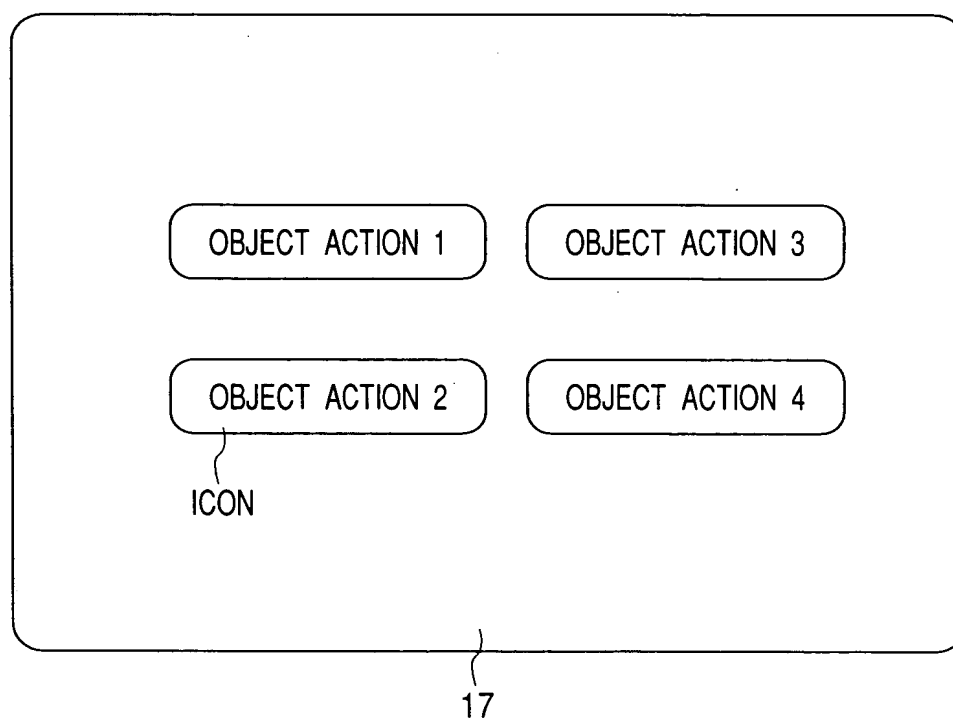 OBJECT ACTION 1
OBJECT ACTION 3
OBJECT ACTION 2
OBJECT ACTION 4
ICON
17